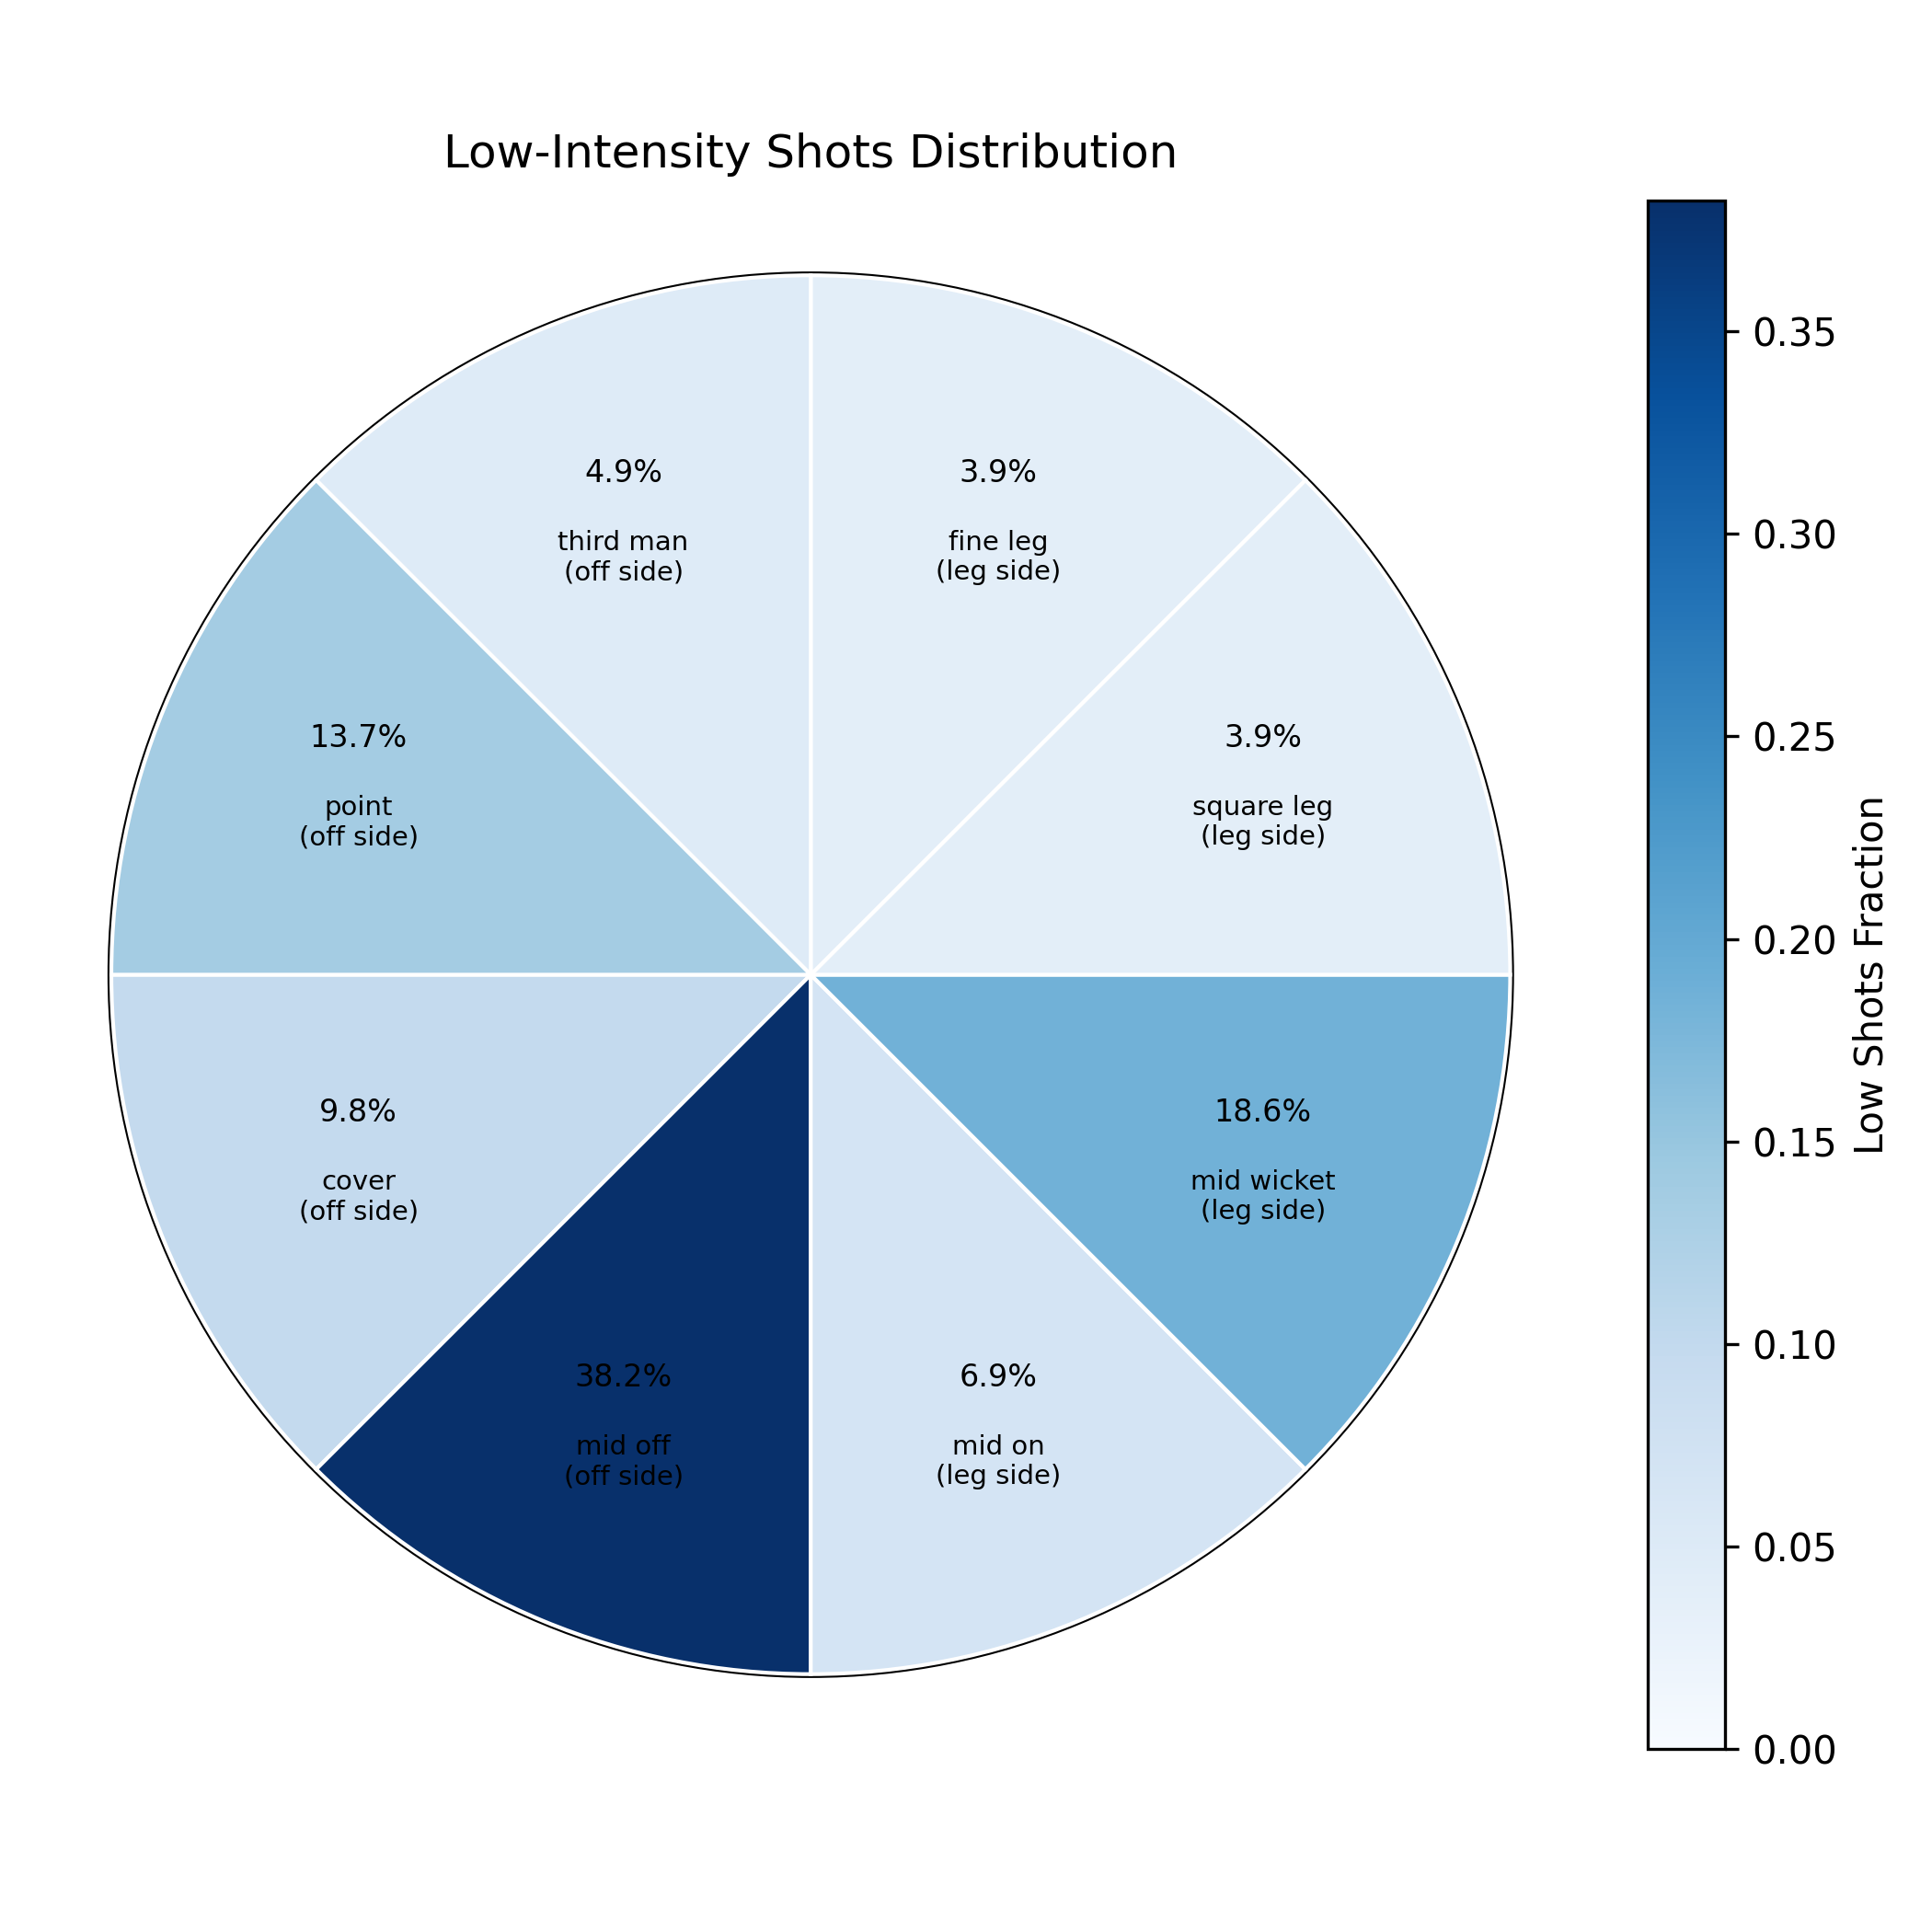 Low-Intensity Shots Distribution
4.9%
third man
(off side)
3.9%
fine leg
(leg side)
13.7%
point
(off side)
3.9%
square leg
(leg side)
9.8%
cover
(off side)
18.6%
mid wicket
(leg side)
38.2%
mid off
(off side)
6.9%
mid on
(leg side)
0.35
0.30
0.25
0.20
0.15
0.10
0.05
0.00
Low Shots Fraction